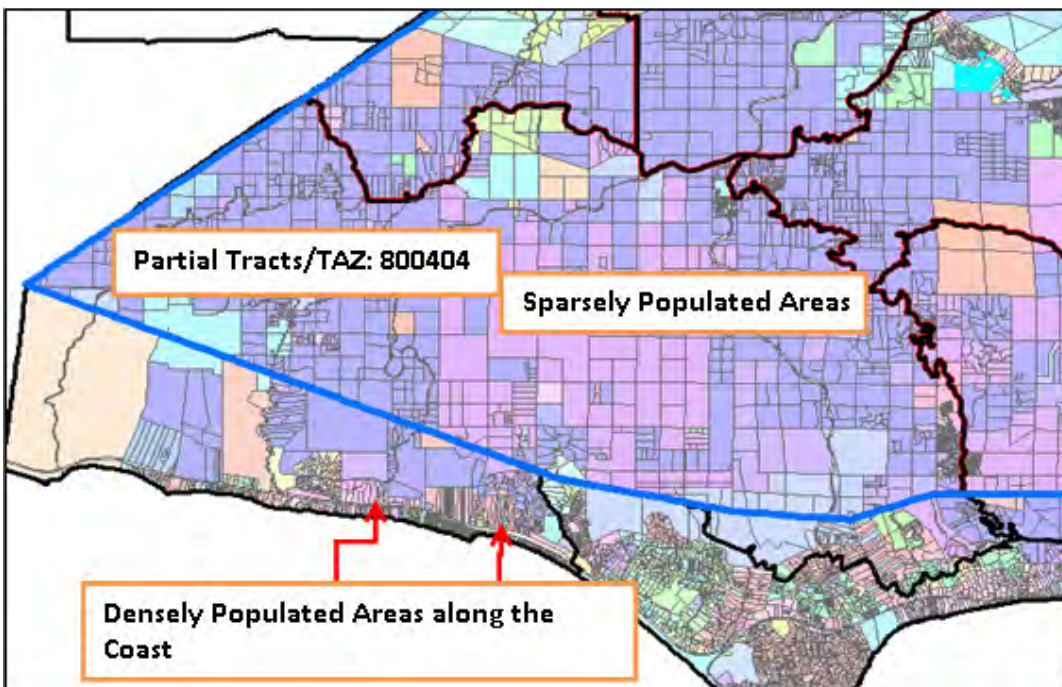 Partial Tracts/TAZ: 800404
Sparsely Populated Areas
Densely Populated Areas along the
Coast